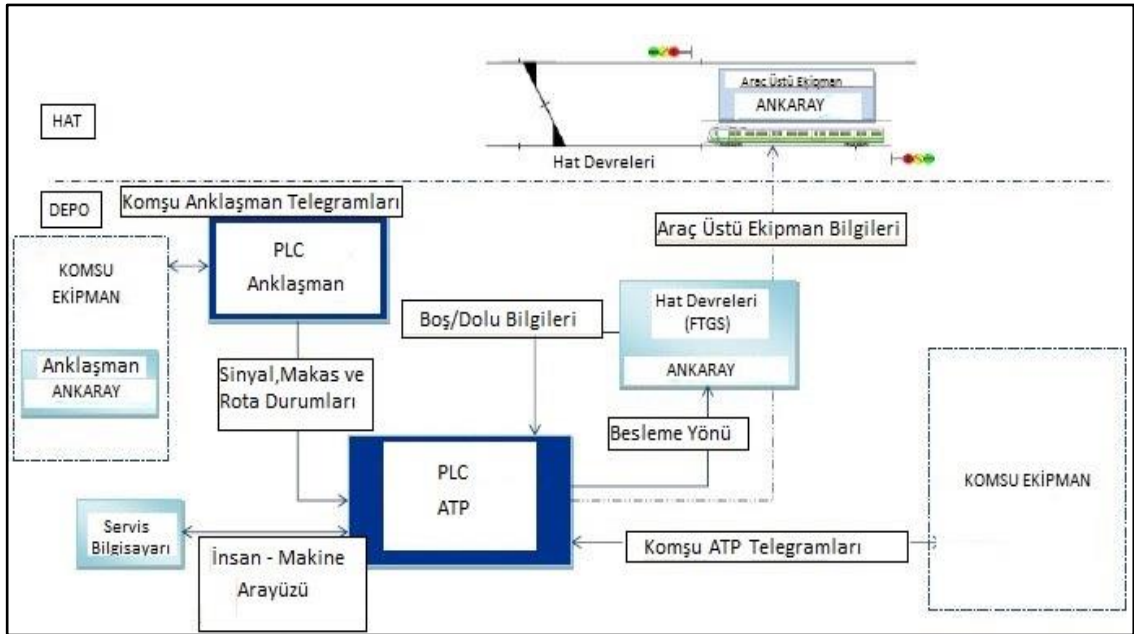 HAT
Araç Üstü Ekipman
ANKARAY
Hat Devreleri
DEPO
Komşu Anklaşman Telegramları
PLC
Anklaşman
KOMSU
EKİPMAN
Anklaşman
ANKARAY
Araç Üstü Ekipman Bilgileri
Boş/Dolu Bilgileri
Hat Devreleri
(FTGS)
ANKARAY
Sinyal,Makas ve
Rota Durumları
Besleme Yönü
PLC
ATP
KOMSU EKİPMAN
Servis
Bilgisayarı
İnsan - Makine
Arayüzü
Komşu ATP Telegramları